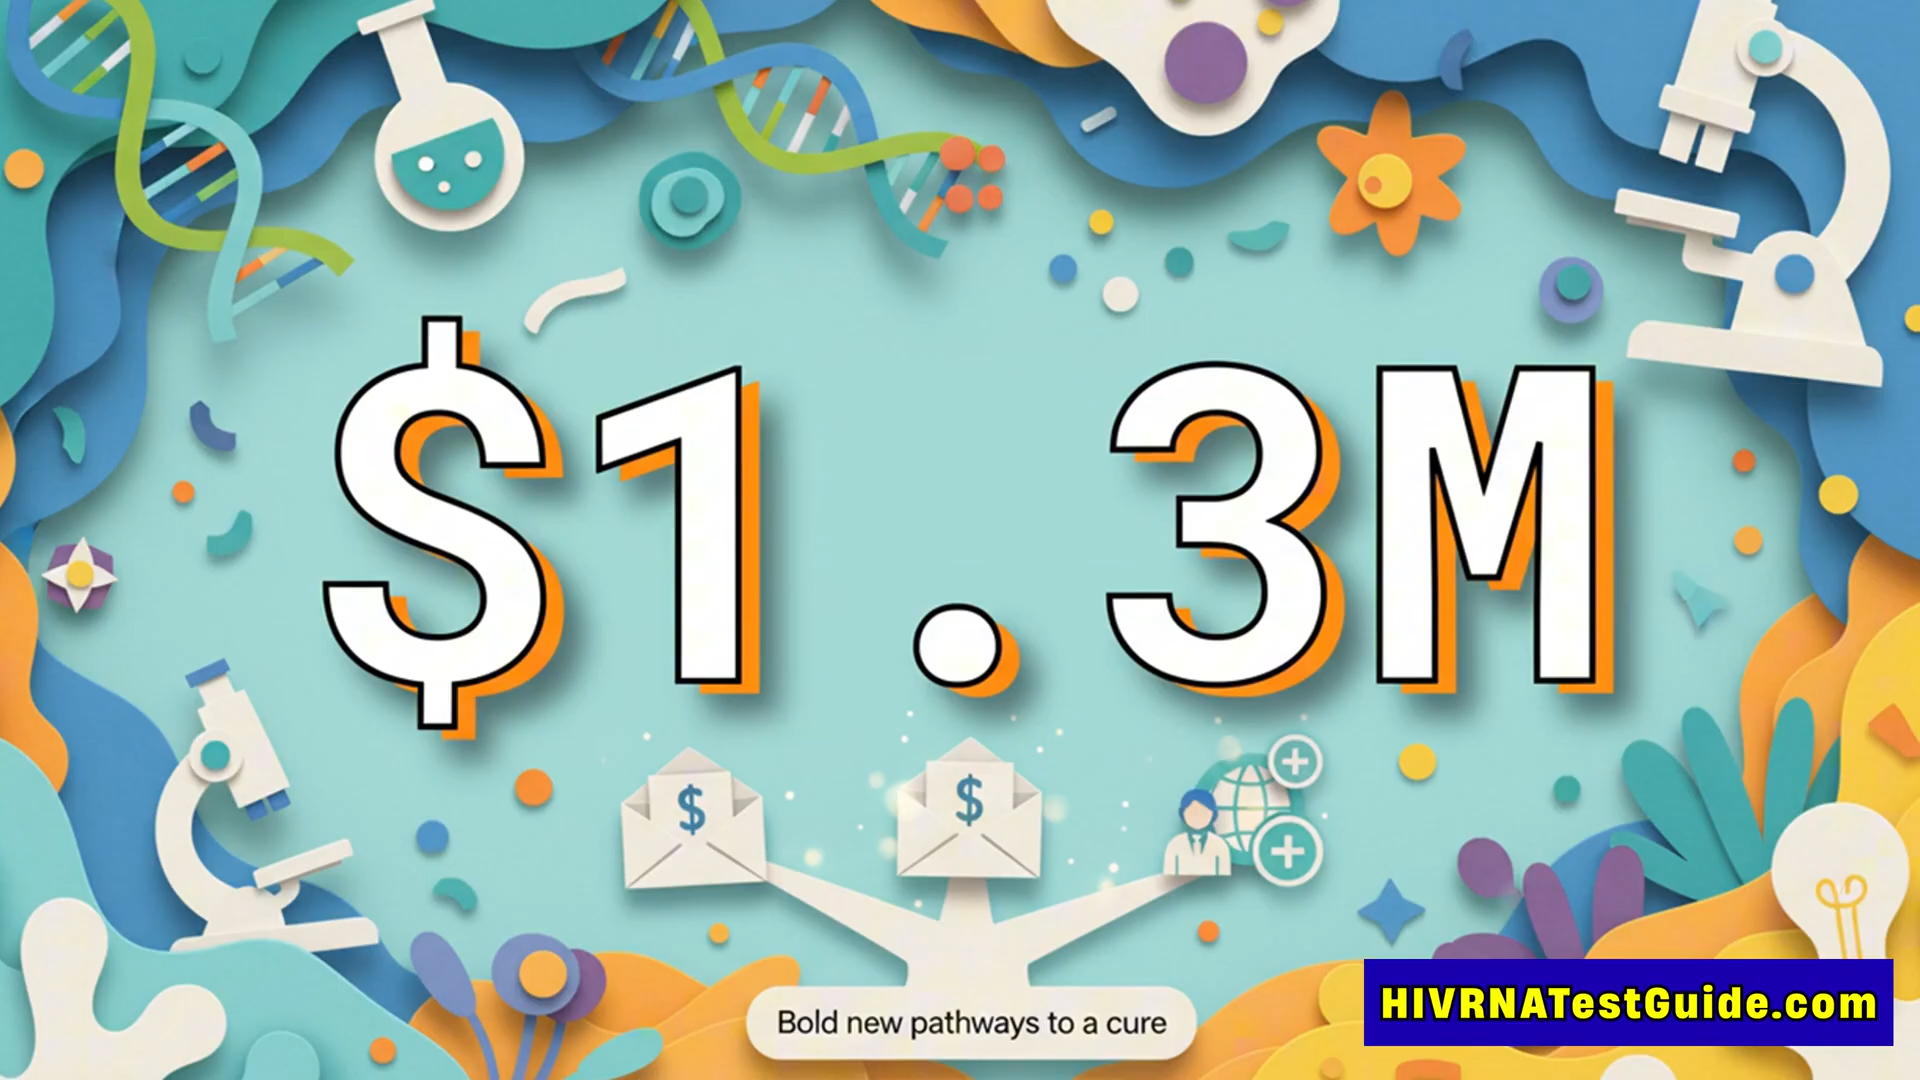 $1.3M
$
$
Bold new pathways to a cure
HIVRNATestGuide.com